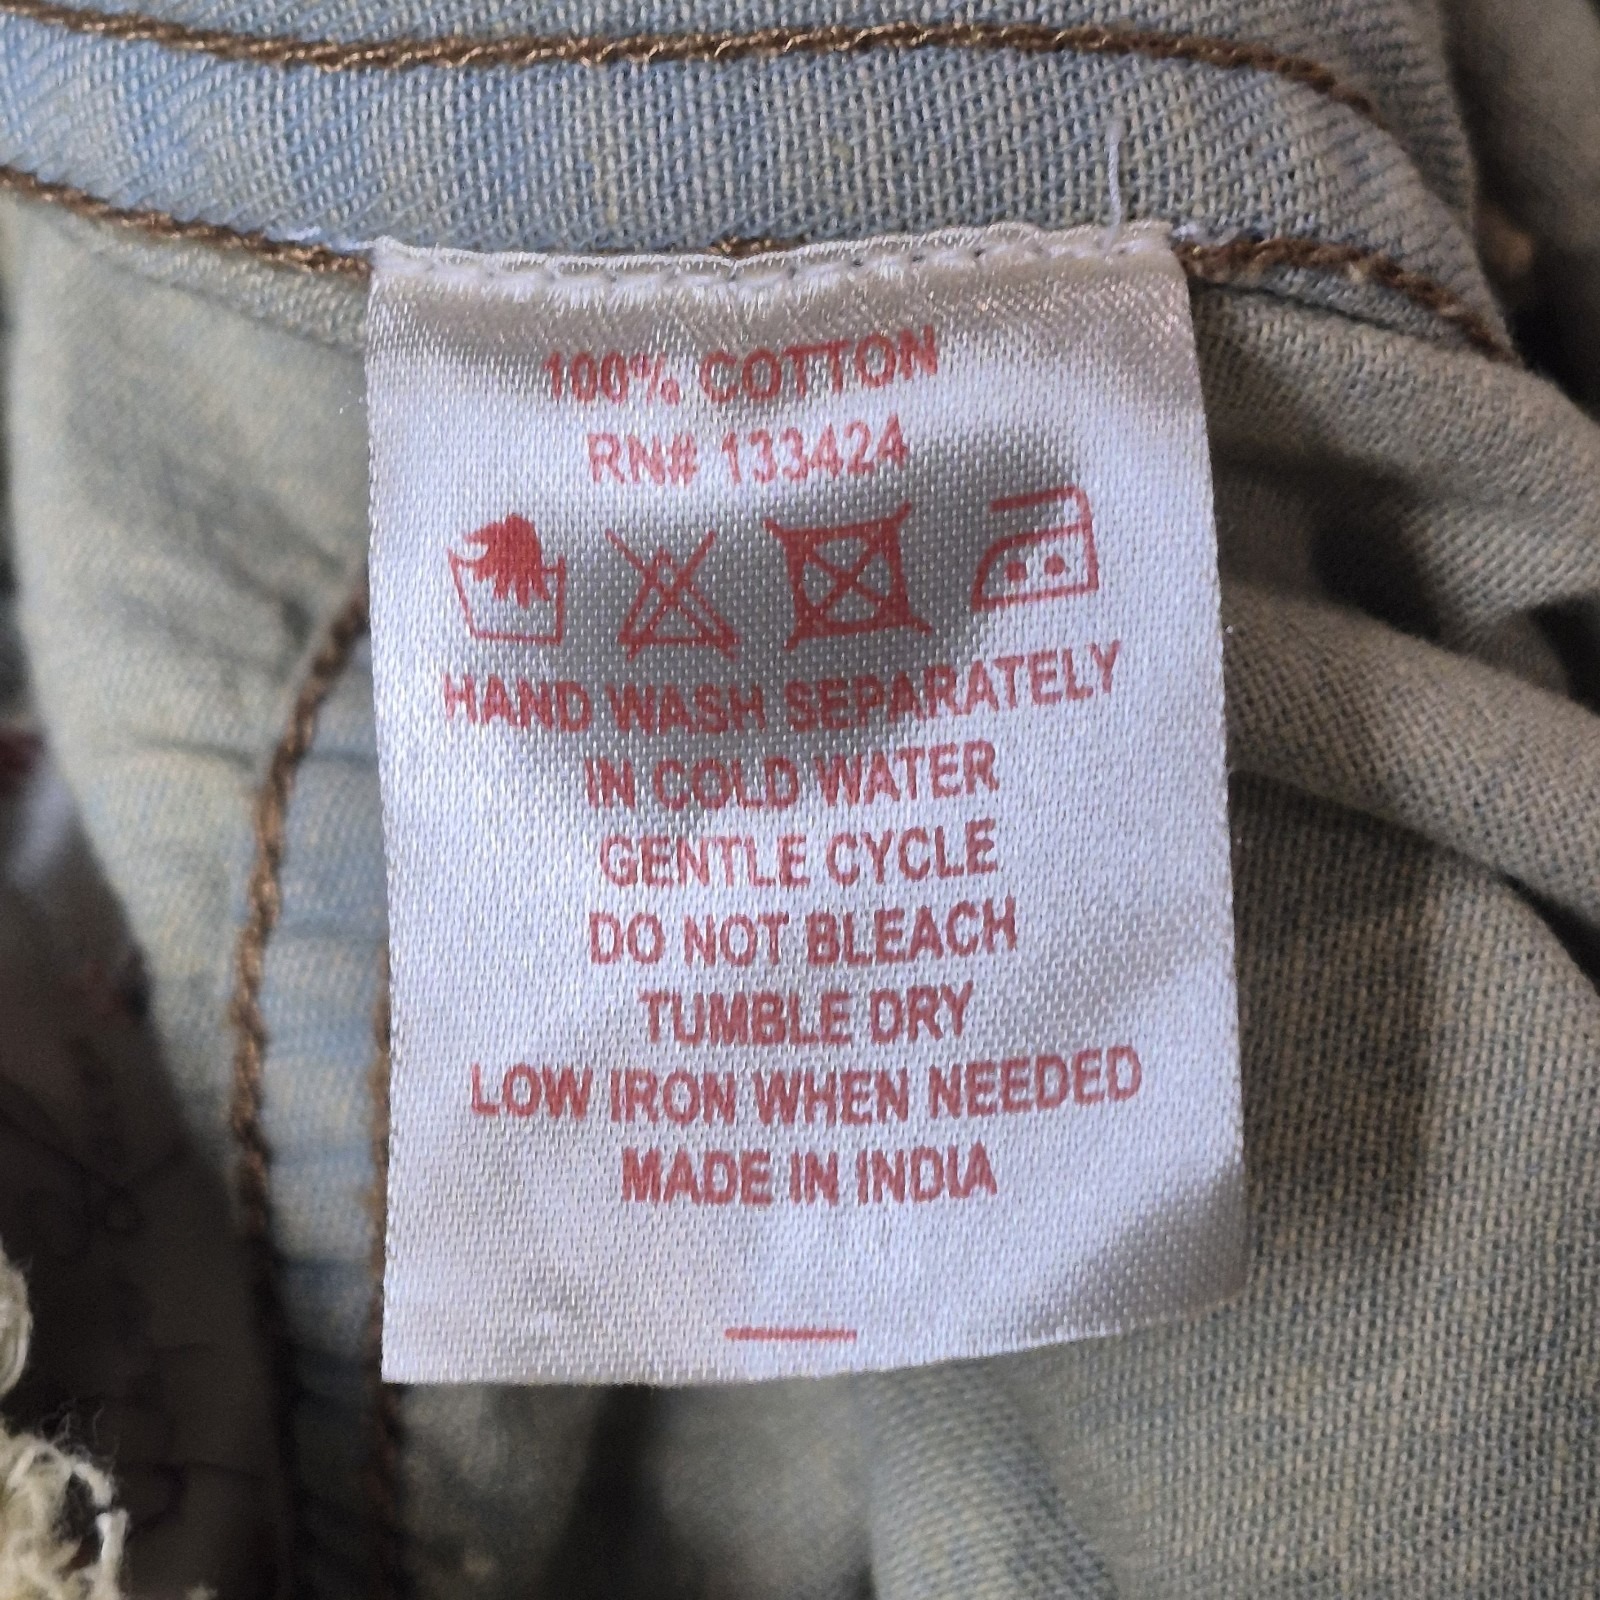 100% COTTON
RN# 133424
HAND WASH SEPARATELY
IN COLD WATER
GENTLE CYCLE
DO NOT BLEACH
TUMBLE DRY
LOW IRON WHEN NEEDED
MADE IN INDIA